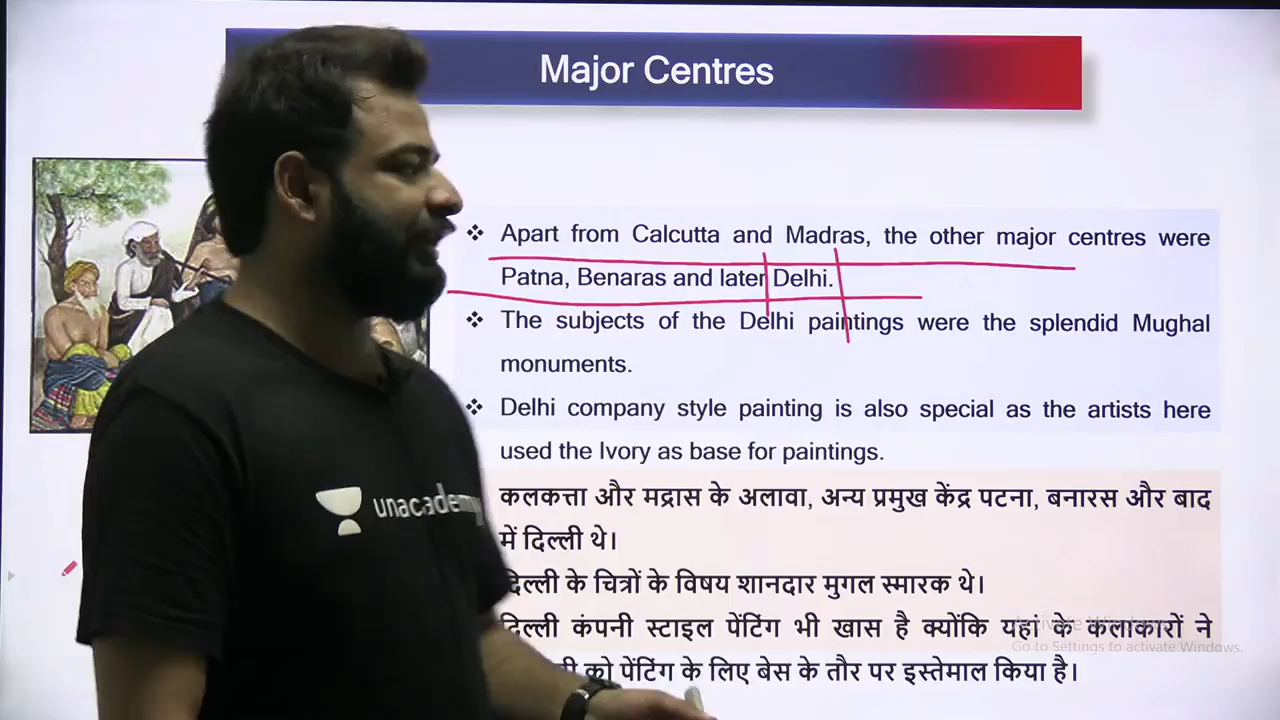 Major Centres
❖ Apart from Calcutta and Madras, the other major centres were
Patna, Benaras and later Delhi.
❖ The subjects of the Delhi paintings were the splendid Mughal
monuments.
❖ Delhi company style painting is also special as the artists here
used the Ivory as base for paintings.
कलकत्ता और मद्रास के अलावा, अन्य प्रमुख केंद्र पटना, बनारस और बाद
में दिल्ली थे।
दिल्ली के चित्रों के विषय शानदार मुगल स्मारक थे।
दिल्ली कंपनी स्टाइल पेंटिंग भी खास है क्योंकि यहां के कलाकारों ने
को पेंटिंग के लिए बेस के तौर पर इस्तेमाल किया है।
unacademy
Activate Windows
Go to Settings to activate Windows.